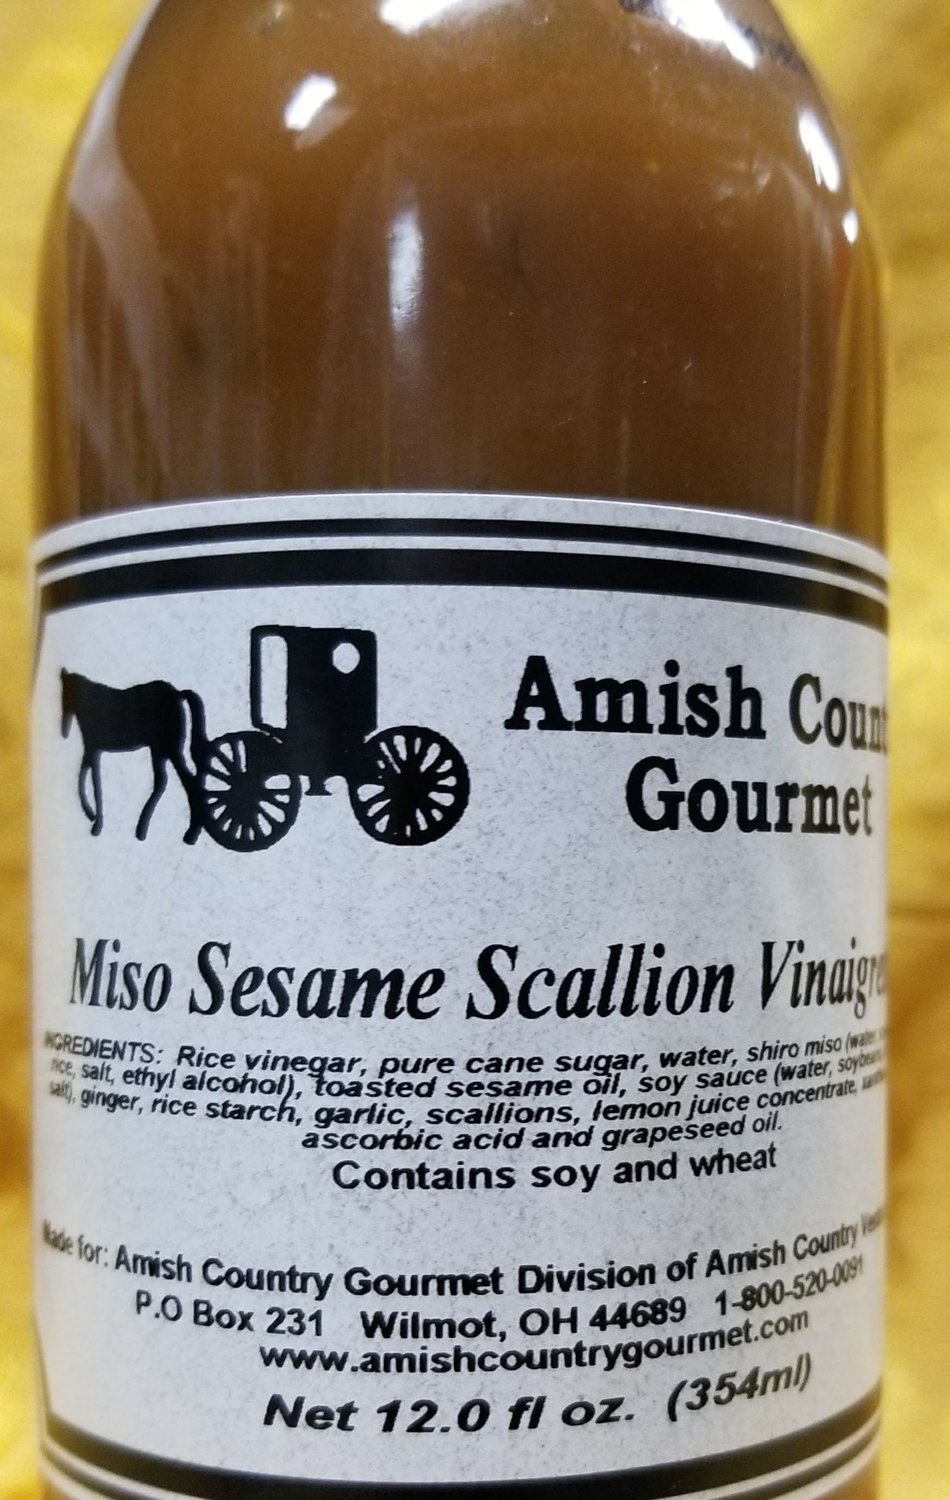 Amish Coun
Gourmet
Miso Sesame Scallion Vinaigre
INGREDIENTS: Rice vinegar, pure cane sugar, water, shiro miso (water,
rice, salt, ethyl alcohol), toasted sesame oil, soy sauce (water, soybeans,
salt), ginger, rice starch, garlic, scallions, lemon juice concentrate,
ascorbic acid and grapeseed oil.
Contains soy and wheat
Made for: Amish Country Gourmet Division of Amish Country
P.O Box 231 Wilmot, OH 44689 1-800-520-0091
www.amishcountrygourmet.com
Net 12.0 fl oz. (354ml)